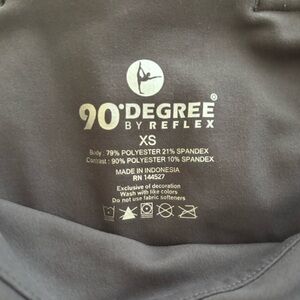 90°DEGREE®
BY REFLEX
XS
Body : 79% POLYESTER 21% SPANDEX
Contrast : 90% POLYESTER 10% SPANDEX
MADE IN INDONESIA
RN 144527
Exclusive of decoration
Wash with like colors
Do not use fabric softeners